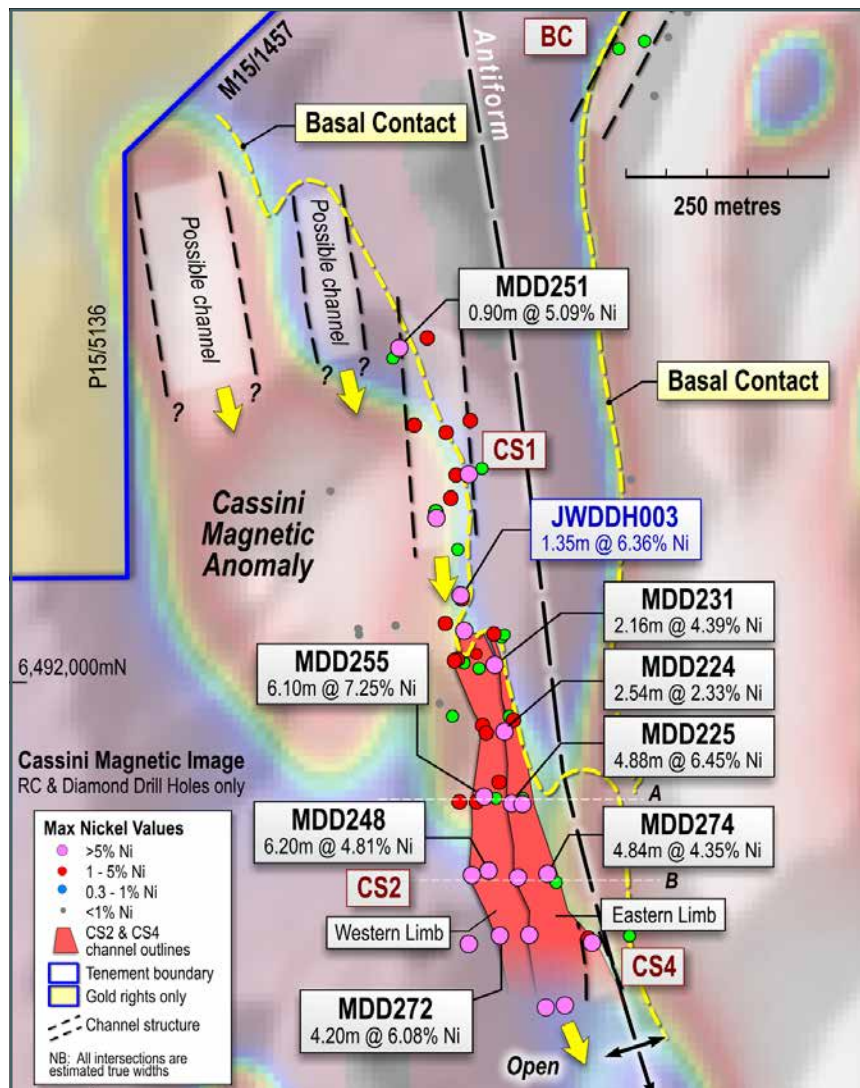 M15/1457
Antiform
BC
Basal Contact
250 metres
Possible channel
Possible channel
P15/5136
MDD251
0.90m @ 5.09% Ni
Basal Contact
?
?
?
?
CS1
Cassini
Magnetic
Anomaly
JWDDH003
1.35m @ 6.36% Ni
MDD231
2.16m @ 4.39% Ni
6,492,000mN
MDD255
6.10m @ 7.25% Ni
MDD224
2.54m @ 2.33% Ni
MDD225
4.88m @ 6.45% Ni
A
Cassini Magnetic Image
RC & Diamond Drill Holes only
MDD248
6.20m @ 4.81% Ni
MDD274
4.84m @ 4.35% Ni
B
CS2
Western Limb
Eastern Limb
CS4
MDD272
4.20m @ 6.08% Ni
Open
Max Nickel Values
>5% Ni
1 - 5% Ni
0.3 - 1% Ni
<1% Ni
CS2 & CS4
channel outlines
Tenement boundary
Gold rights only
Channel structure
NB: All intersections are
estimated true widths